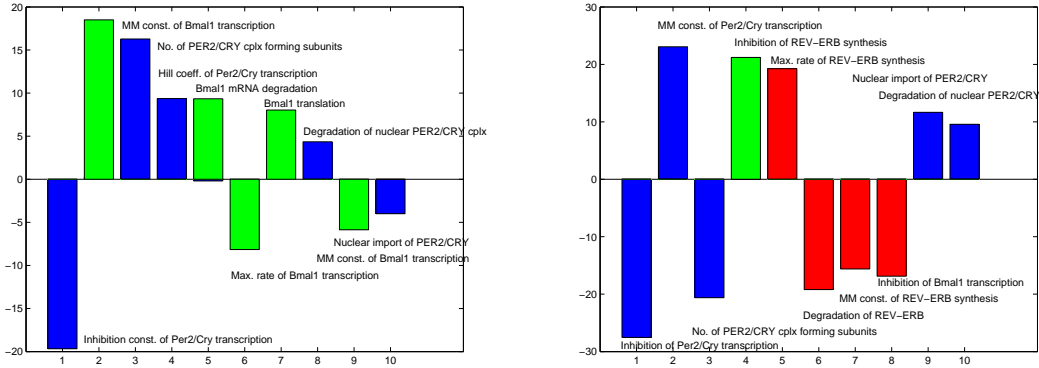 20
MM const. of Bmal1 transcription
No. of PER2/CRY cplx forming subunits
15
Hill coeff. of Per2/Cry transcription
Bmal1 mRNA degradation
10
Bmal1 translation
Degradation of nuclear PER2/CRY cplx
5
0
−5
Nuclear import of PER2/CRY
MM const. of Bmal1 transcription
−10
Max. rate of Bmal1 transcription
−15
Inhibition const. of Per2/Cry transcription
−20
1 2 3 4 5 6 7 8 9 10
30
MM const. of Per2/Cry transcription
Inhibition of REV−ERB synthesis
Max. rate of REV−ERB synthesis
20
Nuclear import of PER2/CRY
Degradation of nuclear PER2/CRY
10
0
−10
Inhibition of Bmal1 transcription
−20
MM const. of REV−ERB synthesis
Degradation of REV−ERB
No. of PER2/CRY cplx forming subunits
Inhibition of Per2/Cry transcription
−30
1 2 3 4 5 6 7 8 9 10